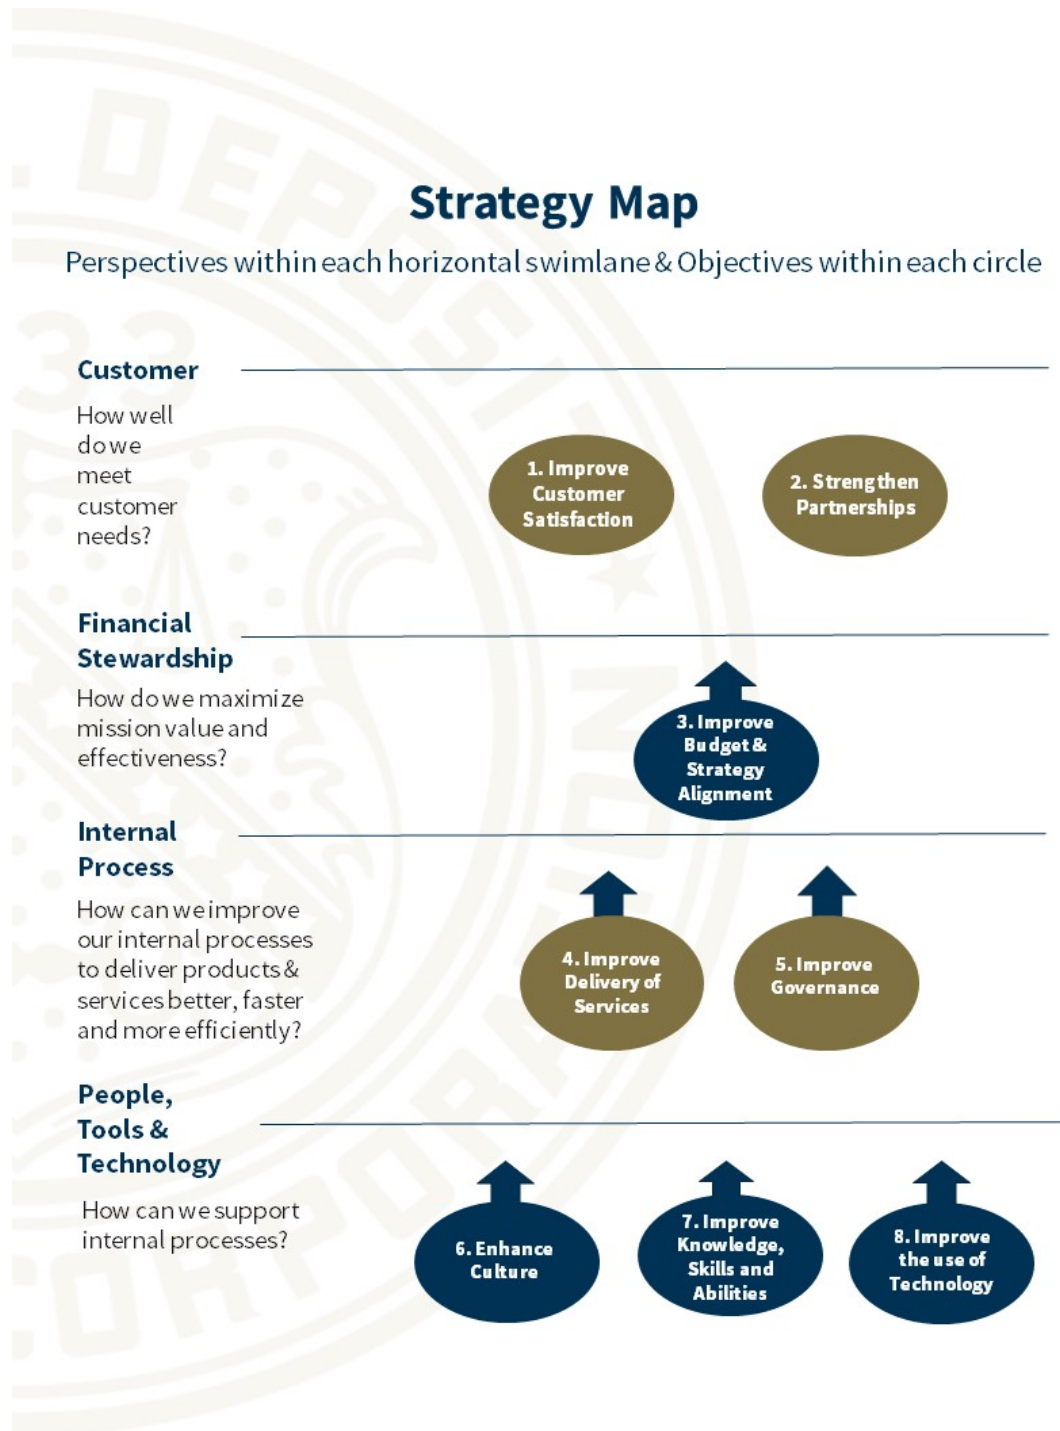 Strategy Map
Perspectives within each horizontal swimlane & Objectives within each circle
Customer
How well
do we
meet
customer
needs?
1. Improve
Customer
Satisfaction
2. Strengthen
Partnerships
Financial
Stewardship
How do we maximize
mission value and
effectiveness?
3. Improve
Budget &
Strategy
Alignment
Internal
Process
How can we improve
our internal processes
to deliver products &
services better, faster
and more efficiently?
4. Improve
Delivery of
Services
5. Improve
Governance
People,
Tools &
Technology
How can we support
internal processes?
6. Enhance
Culture
7. Improve
Knowledge,
Skills and
Abilities
8. Improve
the use of
Technology
DEPOSIT
CORPORATION
33